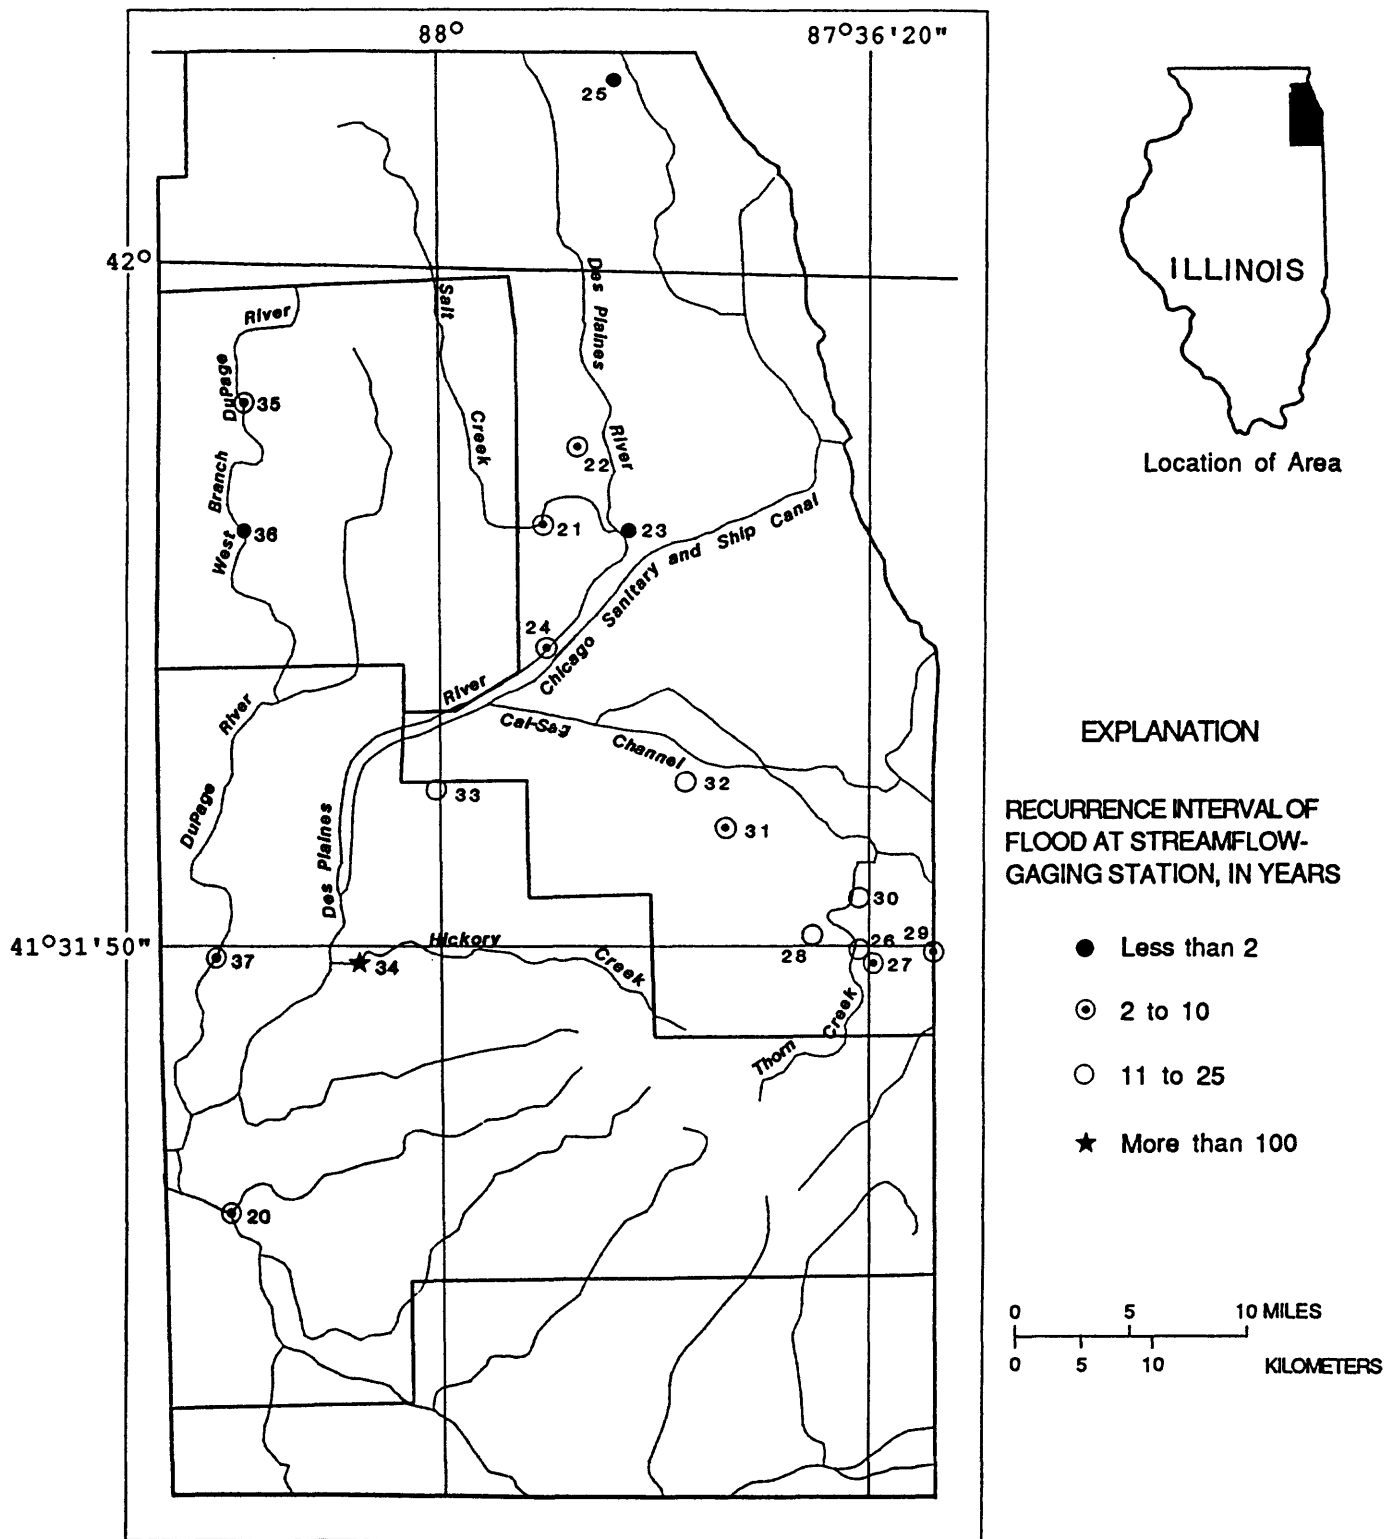 88°
87°36'20"
25
42°
Salt
Des Plaines
River
ILLINOIS
DuPage
35
Creek
River
22
Location of Area
Branch
West
36
21
23
Chicago Sanitary and Ship Canal
24
River
River
Cal-Sag
Channel
EXPLANATION
DuPage
33
32
31
RECURRENCE INTERVAL OF
FLOOD AT STREAMFLOW-
GAGING STATION, IN YEARS
Des Plaines
30
41°31'50"
Hickory
Creek
37
34
28
26
29
27
Less than 2
Thorn
Creek
2 to 10
11 to 25
More than 100
20
0 5 10 MILES
0 5 10 KILOMETERS